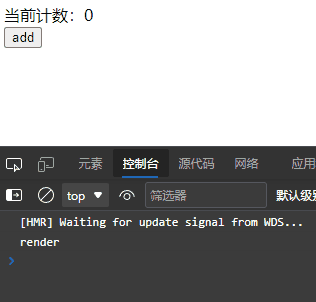 当前计数：0
add
元素 控制台 源代码 网络 应用
top 筛选器 默认级别
[HMR] Waiting for update signal from WDS...
render